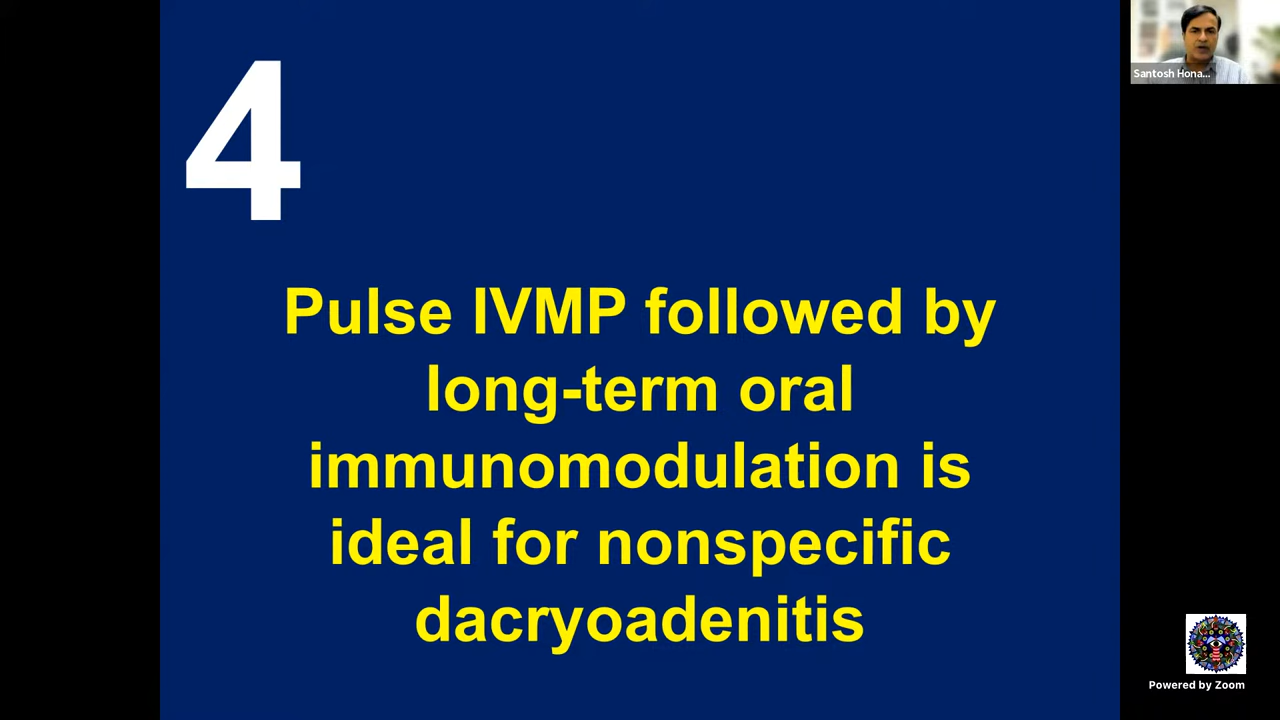 4
Pulse IVMP followed by
long-term oral
immunomodulation is
ideal for nonspecific
dacryoadenitis
Santosh Hona...
Powered by Zoom